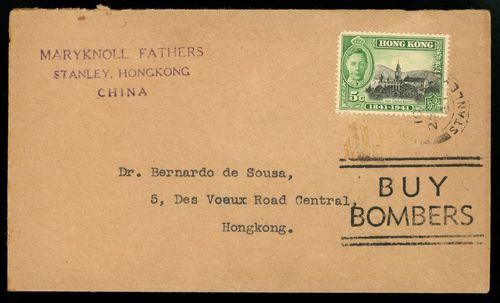 MARYKNOLL FATHERS
STANLEY, HONGKONG
CHINA
HONG KONG
5c
1841-1941
STANLEY
Dr. Bernardo de Sousa,
5, Des Voeux Road Central,
Hongkong.
BUY
BOMBERS